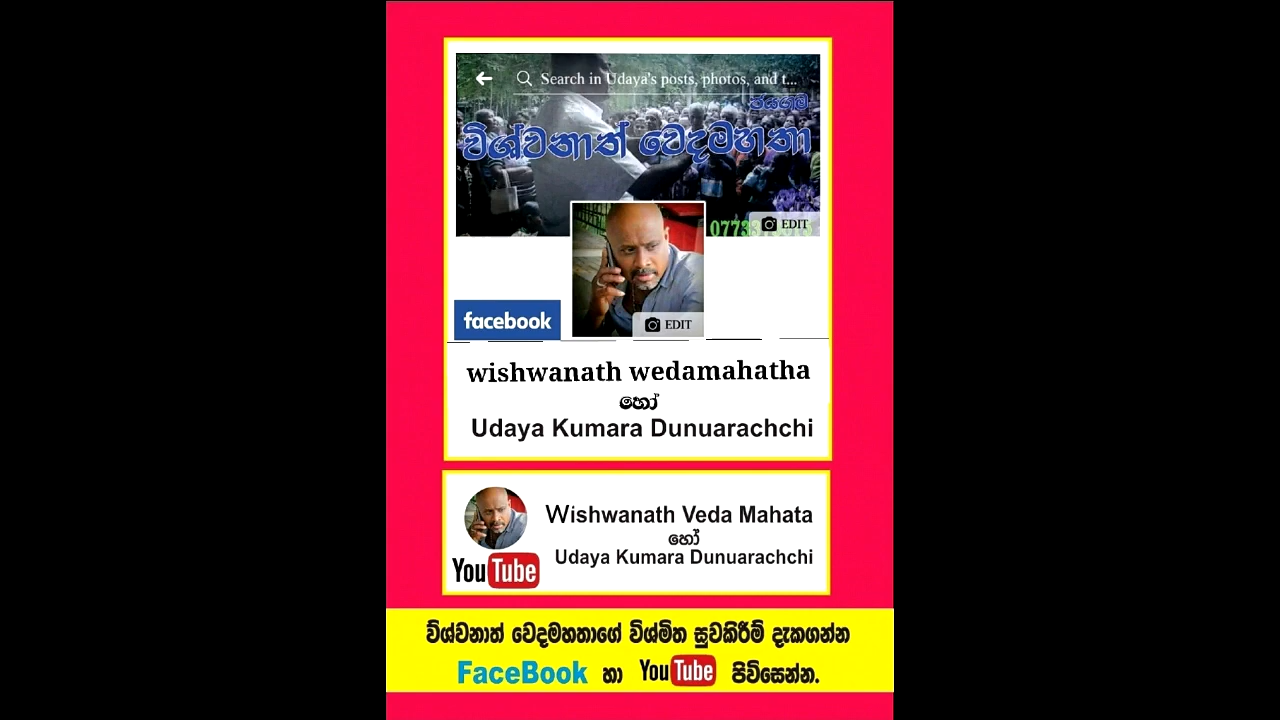 Search in Udaya's posts, photos, and t...
ජයගුරු
විශ්වනාත් වෙදමහතා
EDIT
EDIT
facebook
wishwanath wedamahatha
හෝ
Udaya Kumara Dunuarachchi
Wishwanath Veda Mahata
හෝ
Udaya Kumara Dunuarachchi
YouTube
විශ්වනාත් වෙදමහතාගේ විශ්මිත සුවකිරීම් දැකගන්න
FaceBook හා YouTube පිවිසෙන්න.